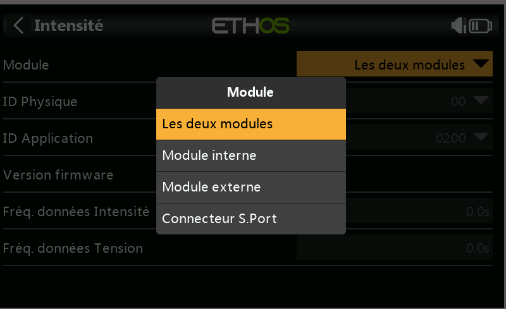 Intensité
ETHOS
Module
Les deux modules
ID Physique
00
ID Application
0200
Version firmware
Fréq. données Intensité
0.0s
Fréq. données Tension
0.0s
Module
Les deux modules
Module interne
Module externe
Connecteur S.Port